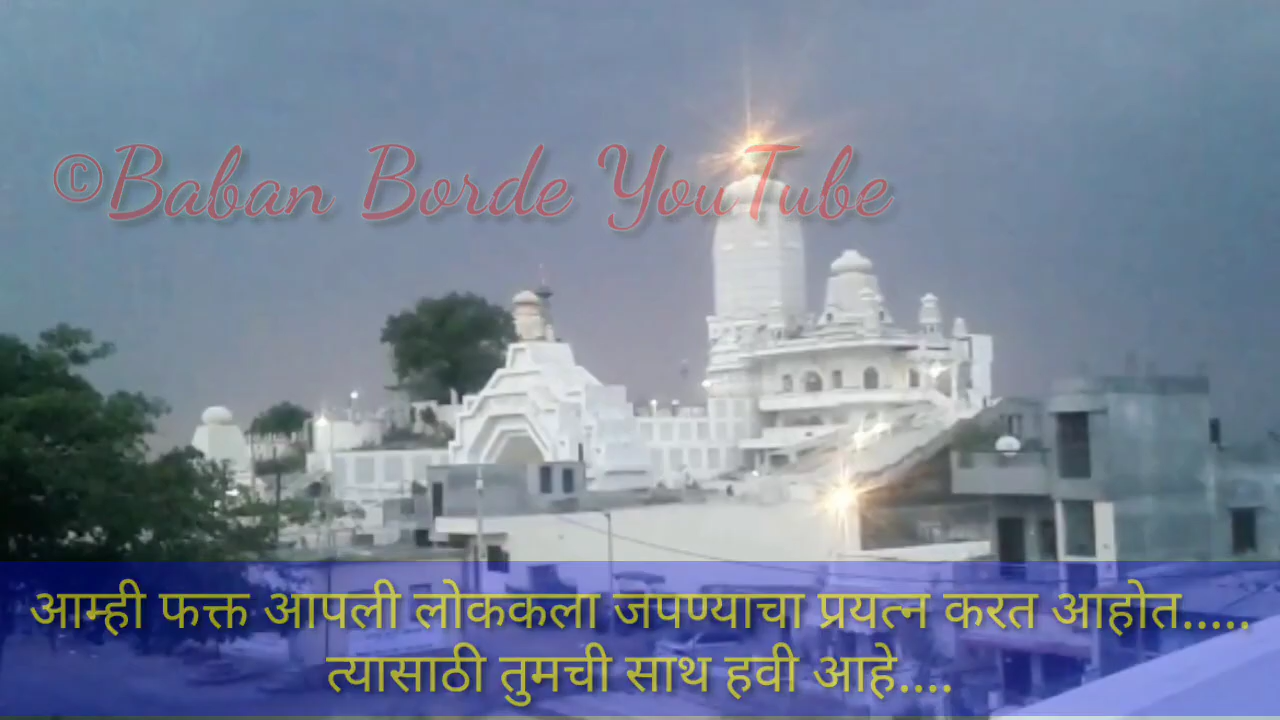 ©Baban Borde YouTube
आम्ही फक्त आपली लोककला जपण्याचा प्रयत्न करत आहोत.....
त्यासाठी तुमची साथ हवी आहे....